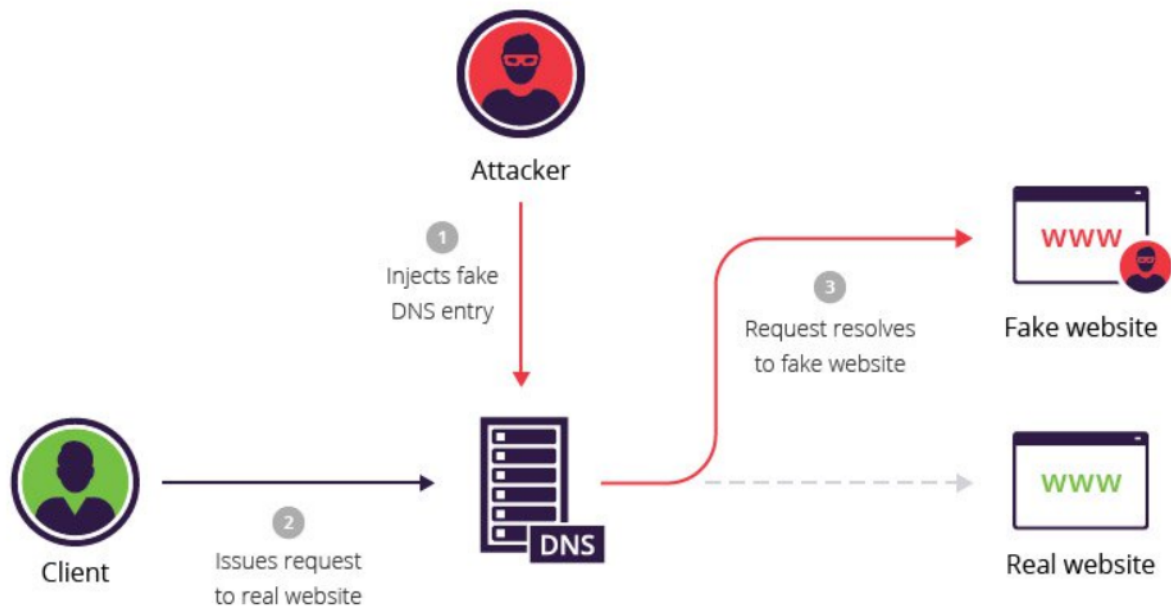 Attacker
1
Injects fake
DNS entry
www
3
Request resolves
to fake website
Fake website
DNS
www
Client
2
Issues request
to real website
Real website